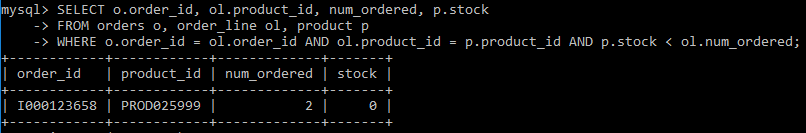 mysql> SELECT o.order_id, ol.product_id, num_ordered, p.stock
    -> FROM orders o, order_line ol, product p
    -> WHERE o.order_id = ol.order_id AND ol.product_id = p.product_id AND p.stock < ol.num_ordered;
+------------+-------------+-------------+-------+
| order_id   | product_id  | num_ordered | stock |
+------------+-------------+-------------+-------+
| I000123658 | PROD025999  |           2 |     0 |
+------------+-------------+-------------+-------+